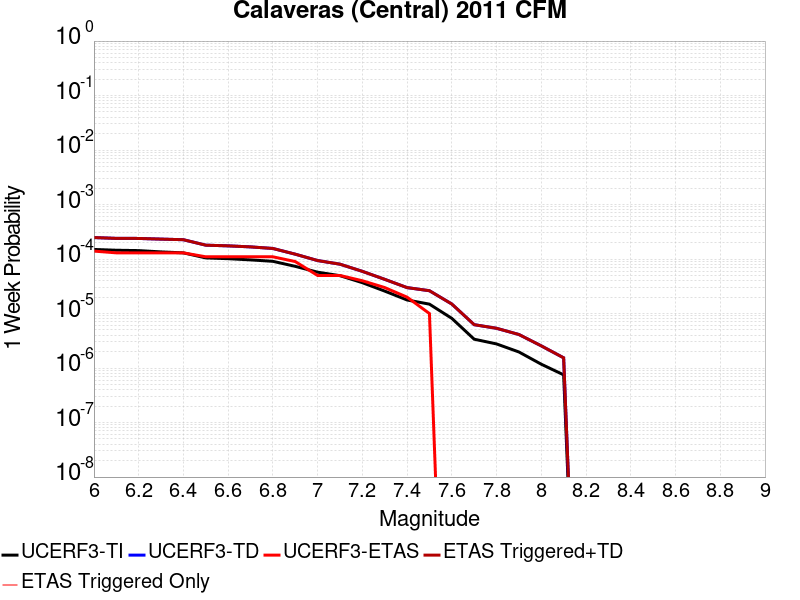 Calaveras (Central) 2011 CFM
10^0
10^-1
10^-2
10^-3
10^-4
10^-5
10^-6
10^-7
10^-8
1 Week Probability
6 6.2 6.4 6.6 6.8 7 7.2 7.4 7.6 7.8 8 8.2 8.4 8.6 8.8 9
Magnitude
UCERF3-TI UCERF3-TD UCERF3-ETAS ETAS Triggered+TD
ETAS Triggered Only